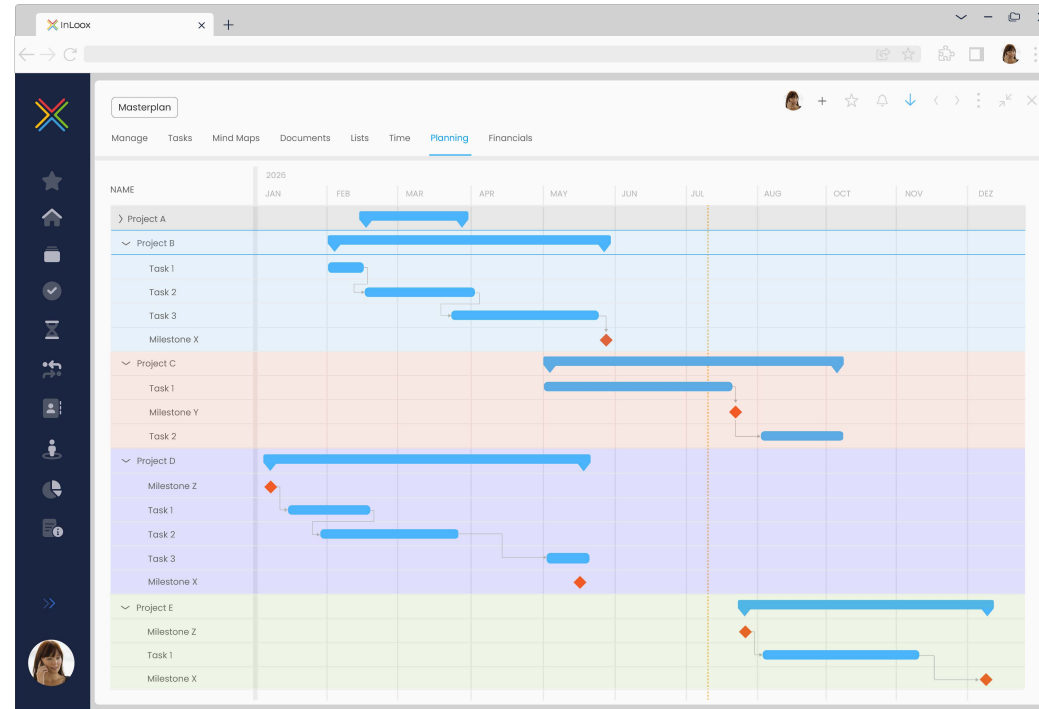 InLoox
Masterplan
Manage Tasks Mind Maps Documents Lists Time Planning Financials
2026
NAME JAN FEB MAR APR MAY JUN JUL AUG OCT NOV DEZ
Project A
Project B
Task 1
Task 2
Task 3
Milestone X
Project C
Task 1
Milestone Y
Task 2
Project D
Milestone Z
Task 1
Task 2
Task 3
Milestone X
Project E
Milestone Z
Task 1
Milestone X